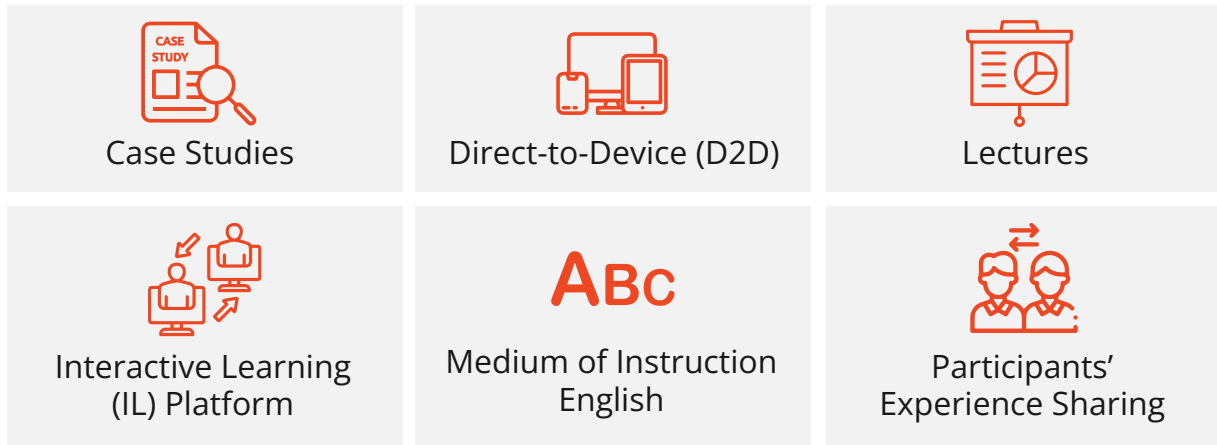 CASE
STUDY
Case Studies
Direct-to-Device (D2D)
Lectures
Interactive Learning
(IL) Platform
ABC
Medium of Instruction
English
Participants’
Experience Sharing